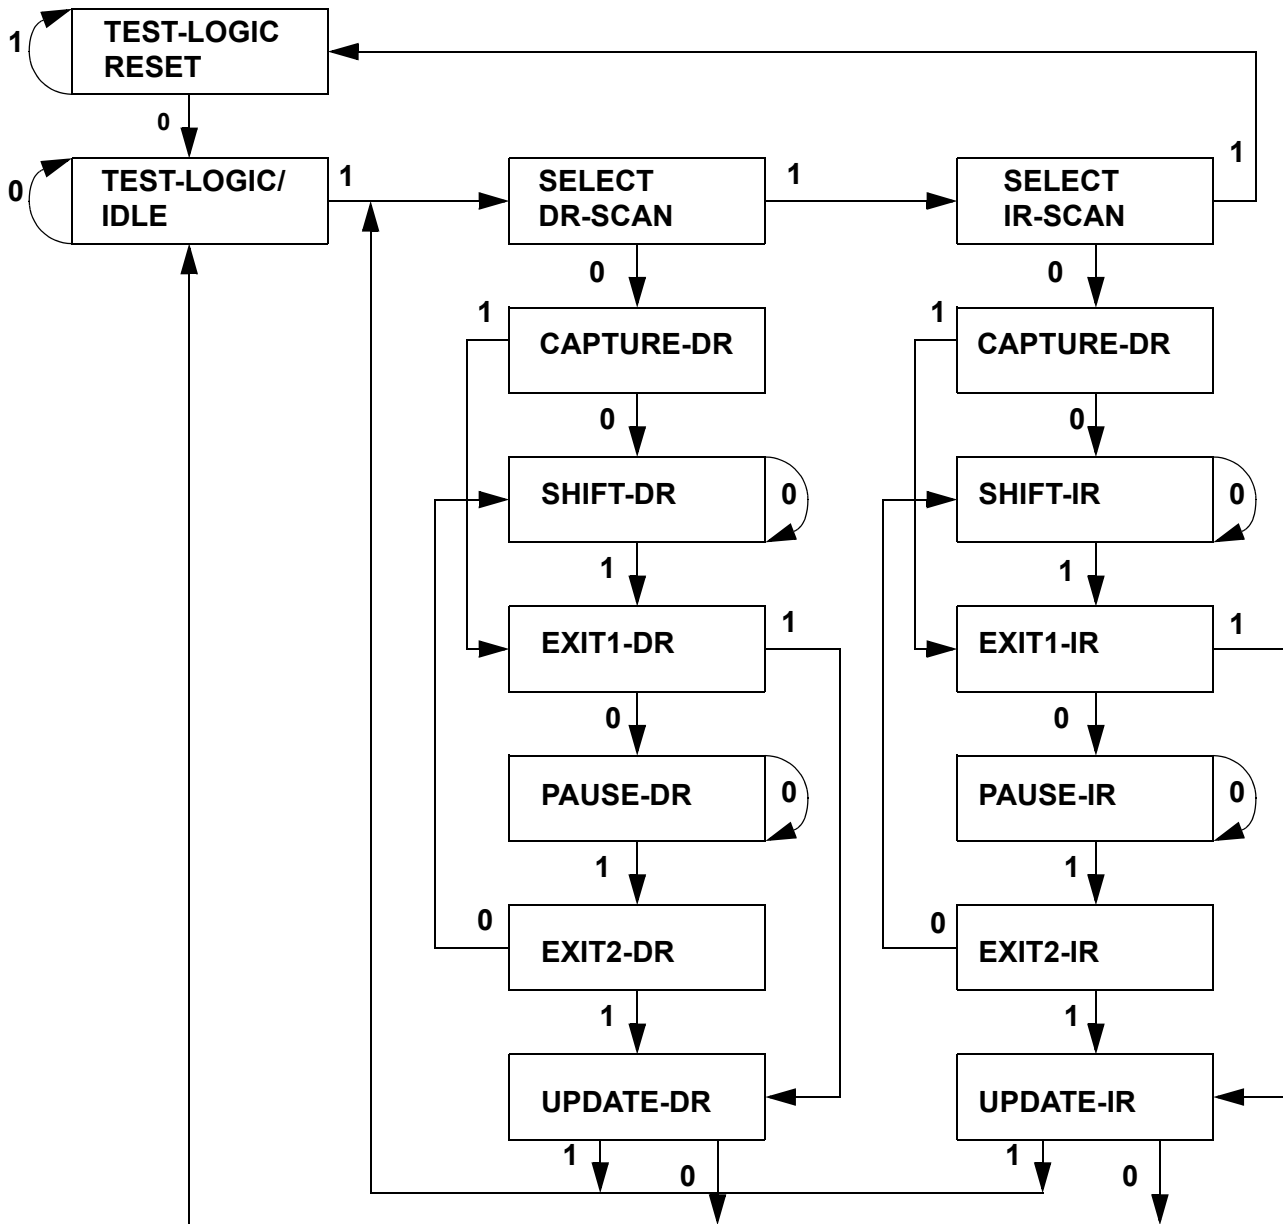 TEST-LOGIC
RESET
1
0
TEST-LOGIC/
IDLE
0
1
SELECT
DR-SCAN
1
SELECT
IR-SCAN
1
0
0
1
CAPTURE-DR
1
CAPTURE-DR
0
0
SHIFT-DR
0
SHIFT-IR
0
1
1
EXIT1-DR
1
EXIT1-IR
1
0
0
PAUSE-DR
0
PAUSE-IR
0
1
1
0
EXIT2-DR
0
EXIT2-IR
1
1
UPDATE-DR
UPDATE-IR
1
0
1
0